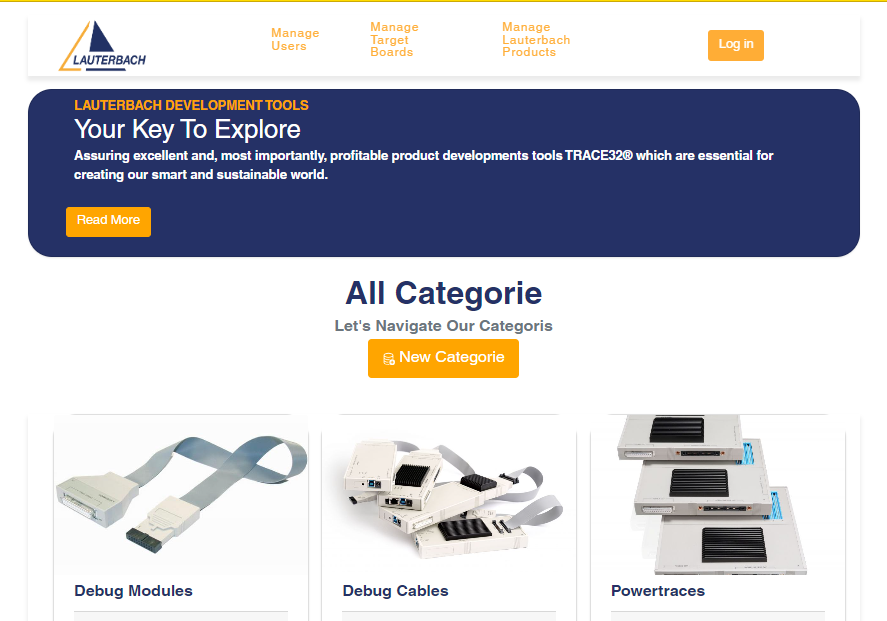 LAUTERBACH
Manage
Users
Manage
Target
Boards
Manage
Lauterbach
Products
Log in
LAUTERBACH DEVELOPMENT TOOLS
Your Key To Explore
Assuring excellent and, most importantly, profitable product developments tools TRACE32® which are essential for
creating our smart and sustainable world.
Read More
All Categorie
Let's Navigate Our Categoris
New Categorie
Debug Modules
Debug Cables
Powertraces